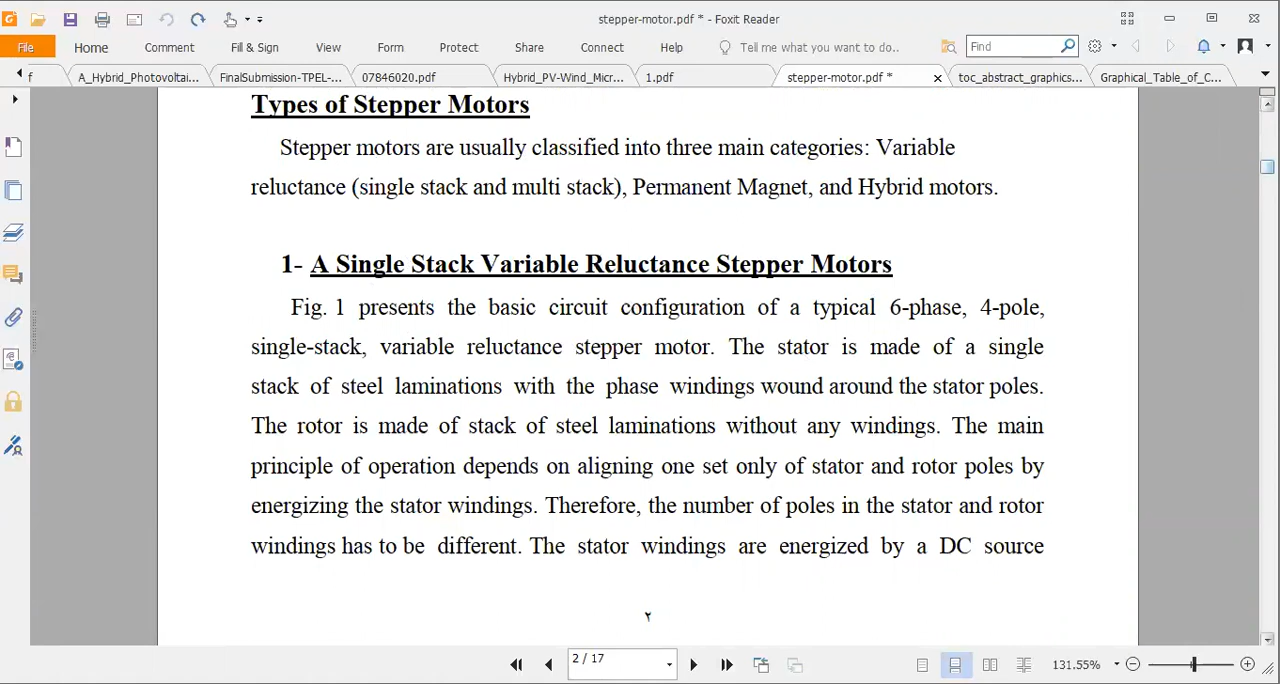 stepper-motor.pdf * - Foxit Reader
File Home Comment Fill & Sign View Form Protect Share Connect Help Tell me what you want to do.. Find
f A_Hybrid_Photovoltai... FinalSubmission-TPEL-... 07846020.pdf Hybrid_PV-Wind_Micr... 1.pdf stepper-motor.pdf * toc_abstract_graphics... Graphical_Table_of_C...
Types of Stepper Motors
Stepper motors are usually classified into three main categories: Variable
reluctance (single stack and multi stack), Permanent Magnet, and Hybrid motors.
1- A Single Stack Variable Reluctance Stepper Motors
Fig. 1 presents the basic circuit configuration of a typical 6-phase, 4-pole,
single-stack, variable reluctance stepper motor. The stator is made of a single
stack of steel laminations with the phase windings wound around the stator poles.
The rotor is made of stack of steel laminations without any windings. The main
principle of operation depends on aligning one set only of stator and rotor poles by
energizing the stator windings. Therefore, the number of poles in the stator and rotor
windings has to be different. The stator windings are energized by a DC source
٢
2 / 17 131.55%